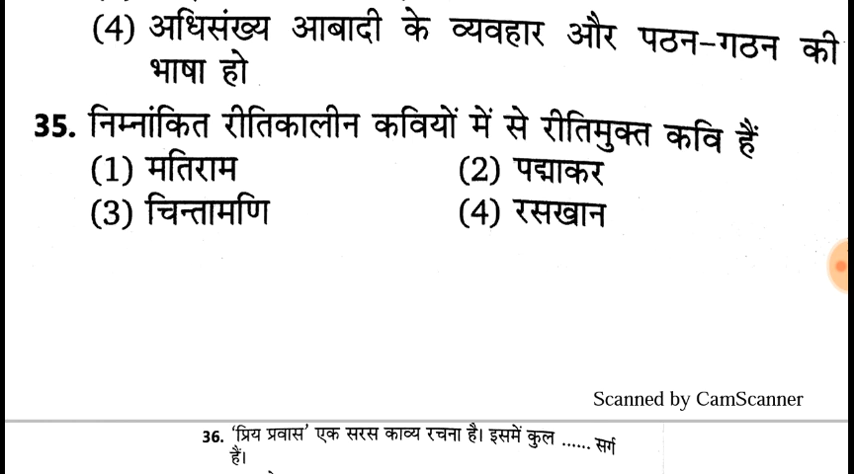 (4) अधिसंख्य आबादी के व्यवहार और पठन-गठन की
भाषा हो
35. निम्नांकित रीतिकालीन कवियों में से रीतिमुक्त कवि हैं
(1) मतिराम (2) पद्माकर
(3) चिन्तामणि (4) रसखान
Scanned by CamScanner
36. ‘प्रिय प्रवास’ एक सरस काव्य रचना है। इसमें कुल ...... सर्ग
हैं।